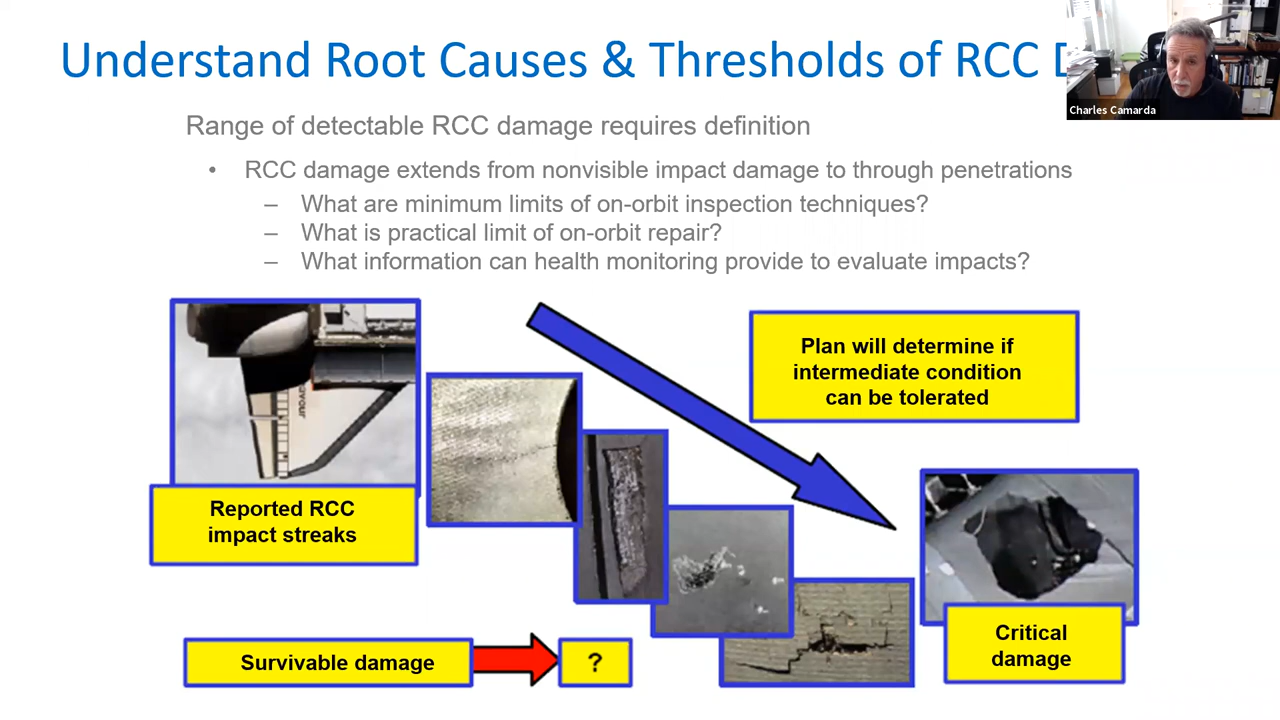 Understand Root Causes & Thresholds of RCC
Charles Camarda
Range of detectable RCC damage requires definition
• RCC damage extends from nonvisible impact damage to through penetrations
– What are minimum limits of on-orbit inspection techniques?
– What is practical limit of on-orbit repair?
– What information can health monitoring provide to evaluate impacts?
Plan will determine if
intermediate condition
can be tolerated
Reported RCC
impact streaks
Critical
damage
Survivable damage
?